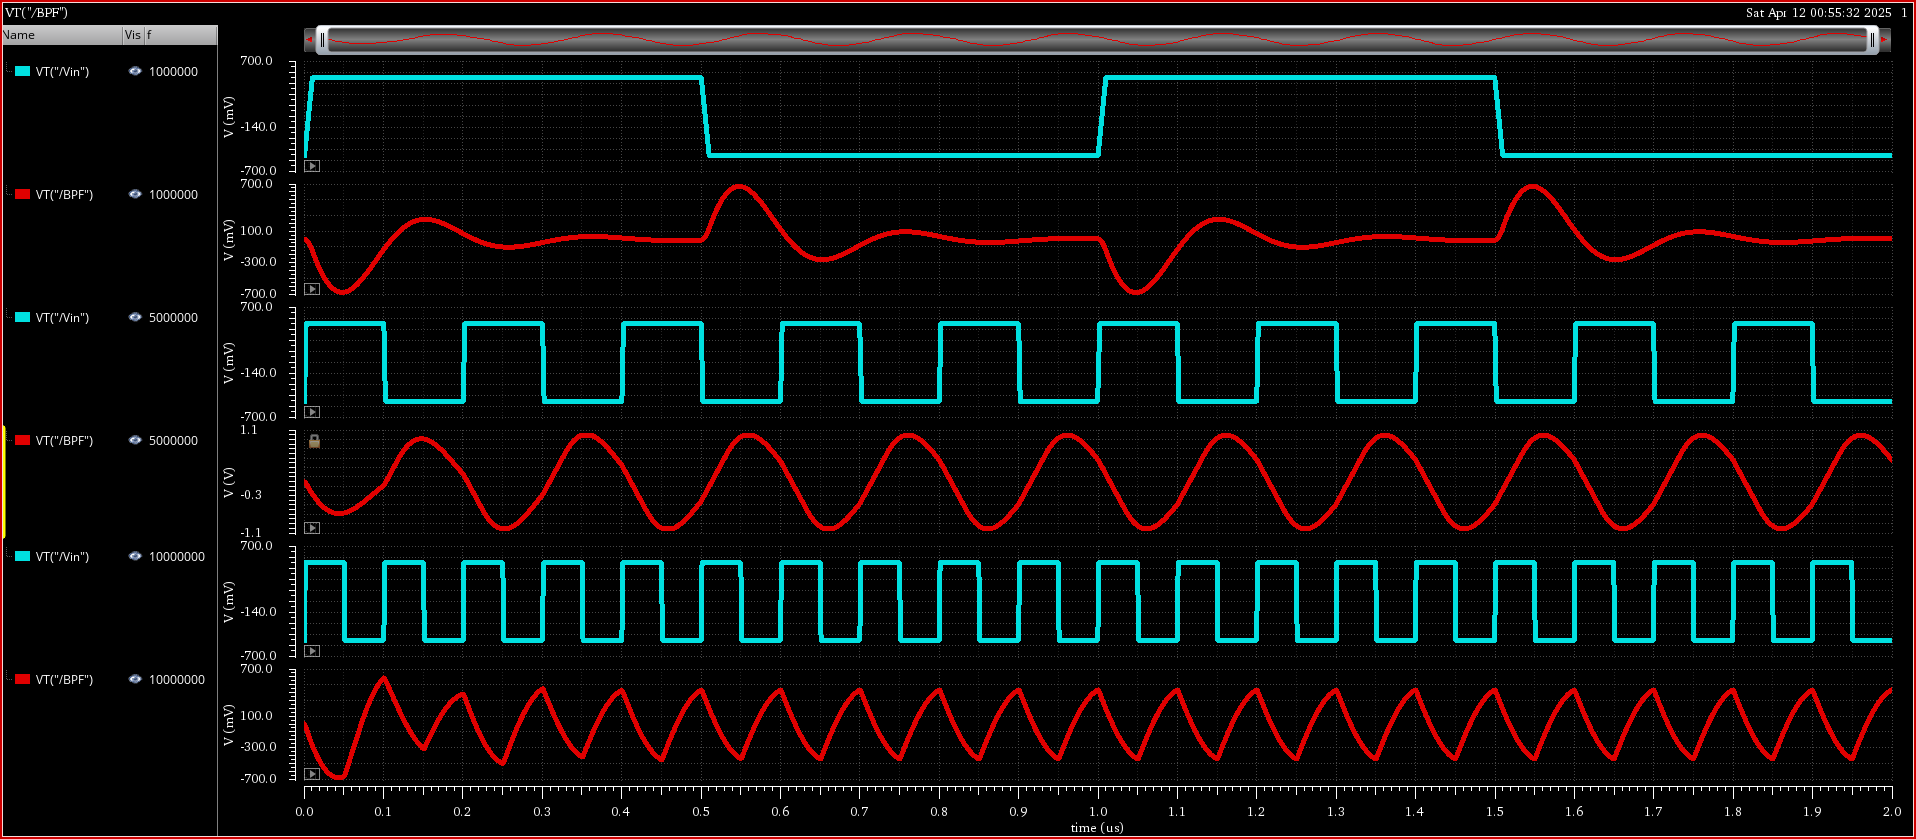 VT("/BPF")
Sat Apr 12 00:55:32 2025 1
Name Vis f
VT("/Vin") 1000000
700.0
V (mV)
-140.0
-700.0
VT("/BPF") 1000000
700.0
100.0
V (mV)
-300.0
-700.0
VT("/Vin") 5000000
700.0
V (mV)
-140.0
-700.0
VT("/BPF") 5000000
1.1
V (V)
-0.3
-1.1
VT("/Vin") 10000000
700.0
V (mV)
-140.0
-700.0
VT("/BPF") 10000000
700.0
100.0
V (mV)
-300.0
-700.0
0.0 0.1 0.2 0.3 0.4 0.5 0.6 0.7 0.8 0.9 1.0 1.1 1.2 1.3 1.4 1.5 1.6 1.7 1.8 1.9 2.0
time (us)